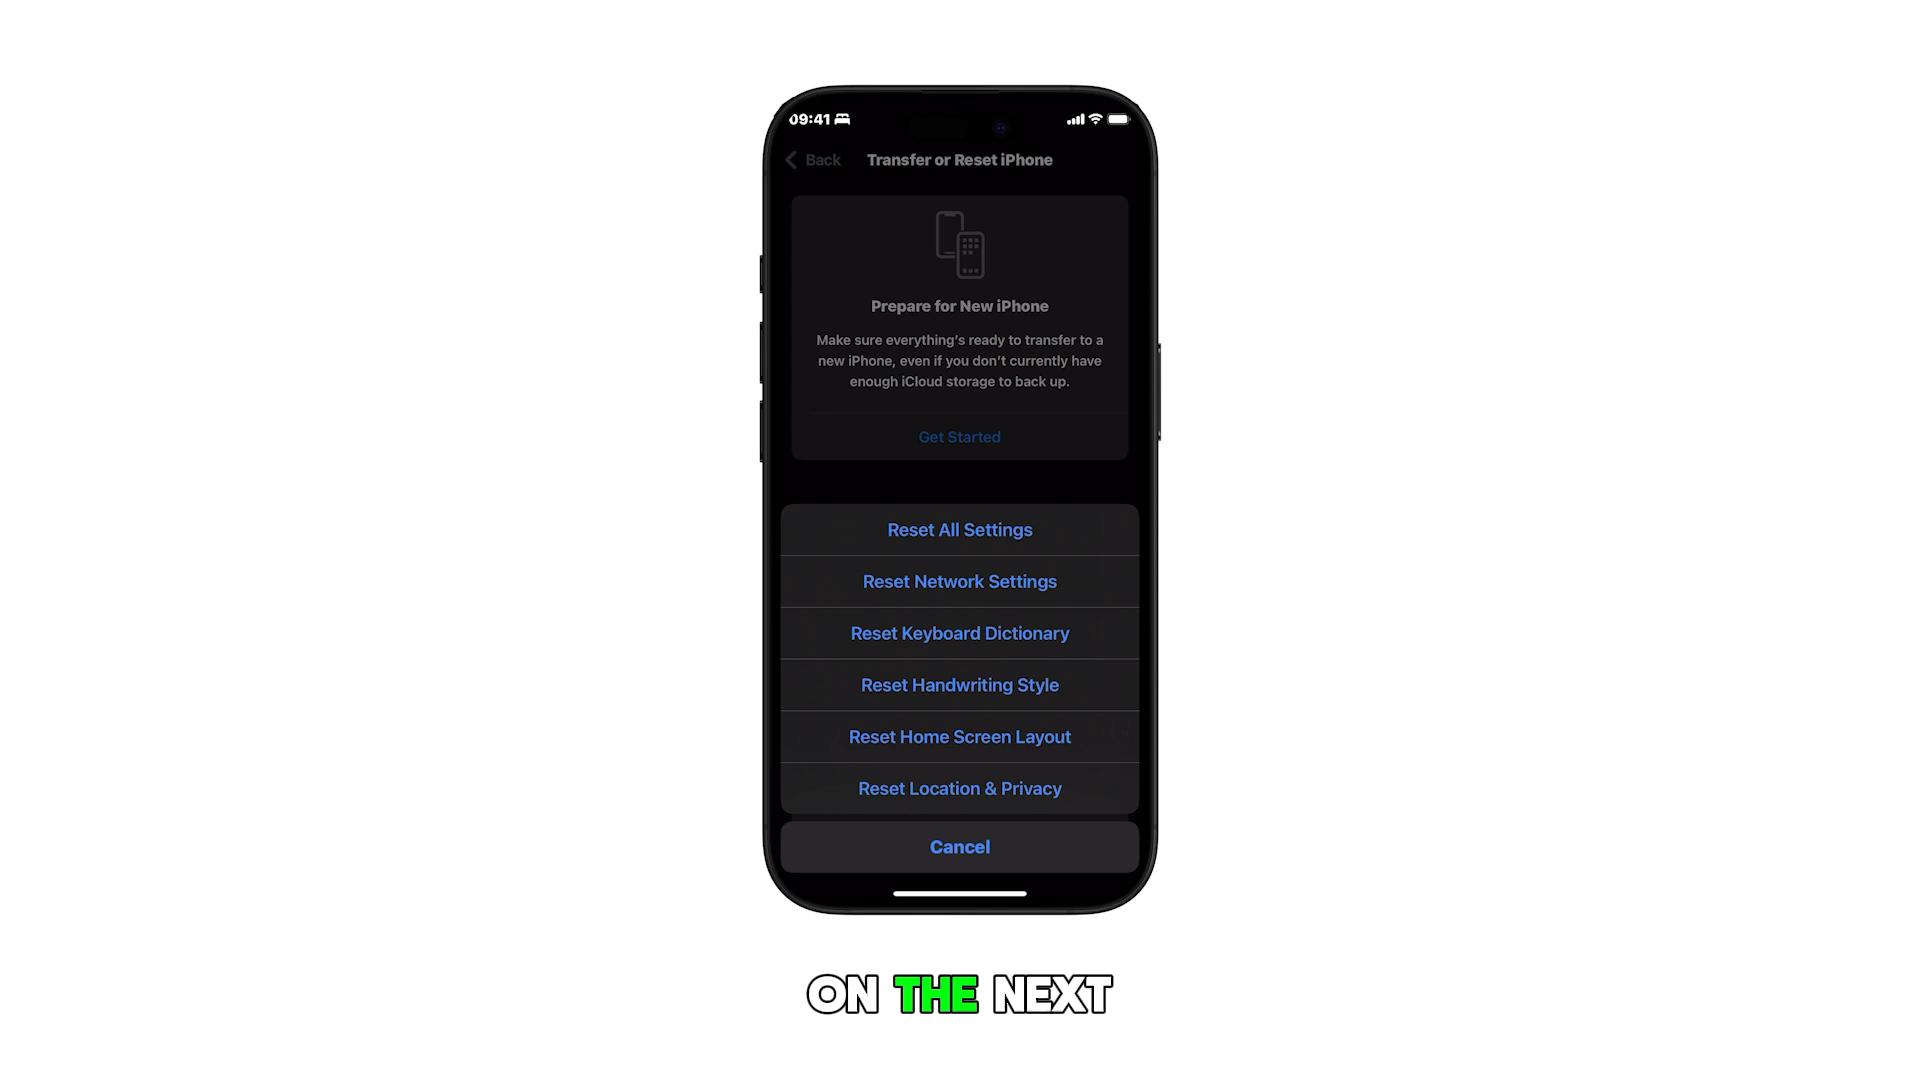 09:41
Back
Transfer or Reset iPhone
Prepare for New iPhone
Make sure everything's ready to transfer to a
new iPhone, even if you don't currently have
enough iCloud storage to back up.
Get Started
Reset All Settings
Reset Network Settings
Reset Keyboard Dictionary
Reset Handwriting Style
Reset Home Screen Layout
Reset Location & Privacy
Cancel
ON THE NEXT